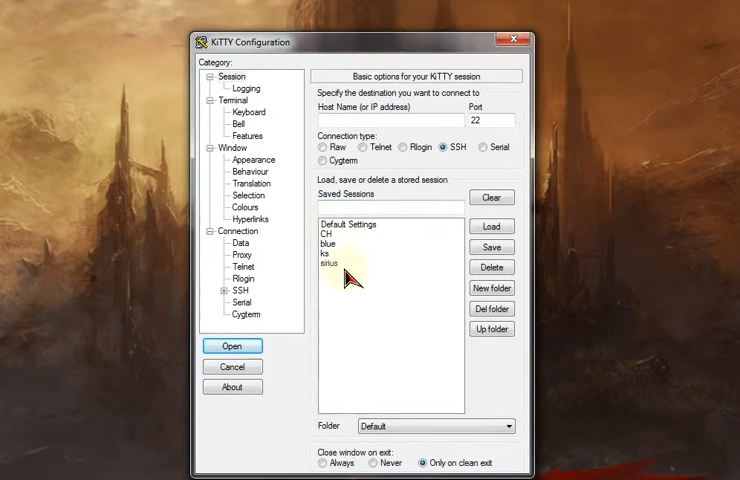 KiTTY Configuration
Category:
Session
Logging
Terminal
Keyboard
Bell
Features
Window
Appearance
Behaviour
Translation
Selection
Colours
Hyperlinks
Connection
Data
Proxy
Telnet
Rlogin
SSH
Serial
Cygterm
Open
Cancel
About
Basic options for your KiTTY session
Specify the destination you want to connect to
Host Name (or IP address) Port
22
Connection type:
Raw Telnet Rlogin SSH Serial
Cygterm
Load, save or delete a stored session
Saved Sessions
Clear
Default Settings
CH
blue
ks
sirius
Load
Save
Delete
New folder
Del folder
Up folder
Folder Default
Close window on exit:
Always Never Only on clean exit